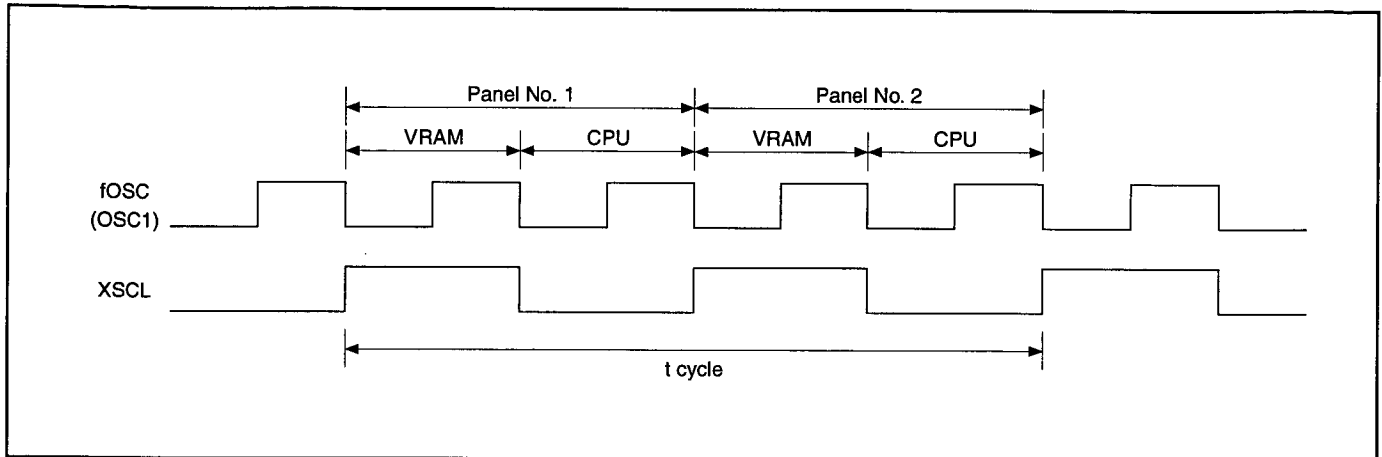 Panel No. 1
Panel No. 2
VRAM
CPU
VRAM
CPU
fOSC
(OSC1)
XSCL
t cycle